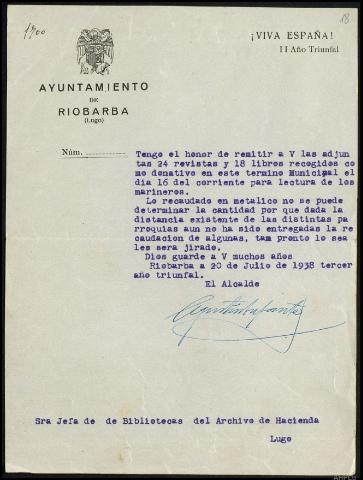 1900
18
¡VIVA ESPAÑA!
II Año Triunfal
AYUNTAMIENTO
DE
RIOBARBA
(Lugo)
Núm.
Tengo el honor de remitir a V las adjun
tas 24 revistas y 18 libros recogidos co
mo donativo en este termino Municipal el
dia 16 del corriente para lectura de los
marineros.
Lo recaudado en metalico no se puede
determinar la cantidad por que dada la
distancia existente de las distintas pa
rroquias aun no ha sido entregadas la re
caudacion de algunas, tam pronto lo sea
les sera jirado.
Dios guarde a V muchos años
Riobarba a 20 de Julio de 1938 tercer
año triunfal.
El Alcalde
Sra Jefa de de Bibliotecas del Archivo de Hacienda
Lugo